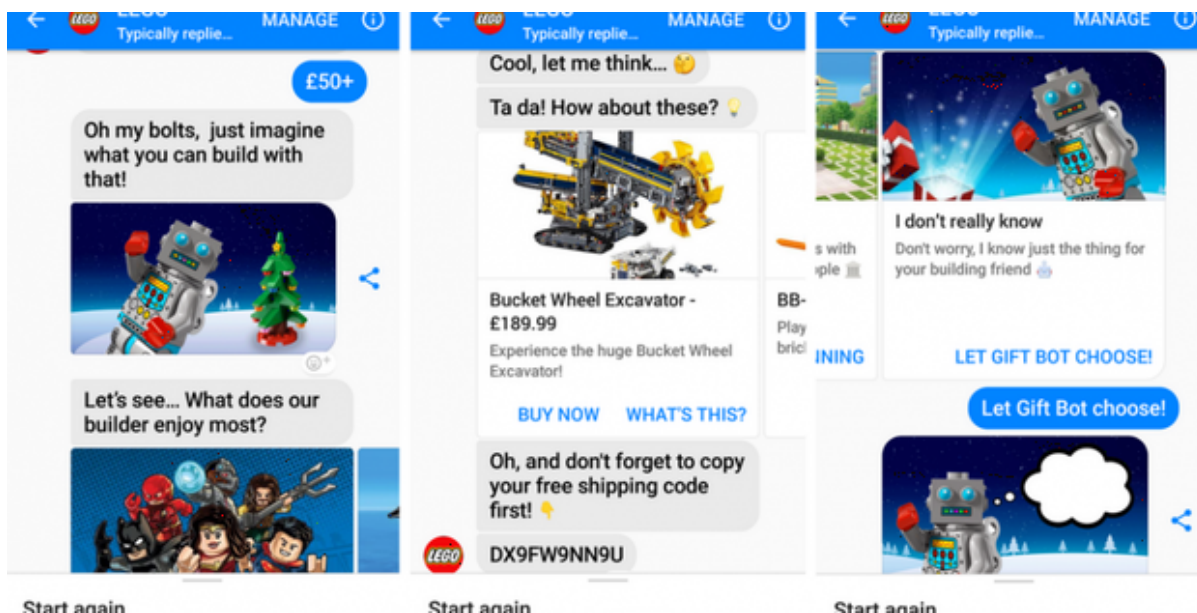 LEGO
Typically replie...
MANAGE
£50+
Oh my bolts, just imagine
what you can build with
that!
Let's see... What does our
builder enjoy most?
Start again
LEGO
Typically replie...
MANAGE
Cool, let me think... 🤔
Ta da! How about these? 💡
Bucket Wheel Excavator -
£189.99
Experience the huge Bucket Wheel
Excavator!
BUY NOW WHAT'S THIS?
BB-
Play
bric
Oh, and don't forget to copy
your free shipping code
first! 👇
LEGO
DX9FW9NN9U
Start again
LEGO
Typically replie...
MANAGE
s with
ple 🏛
NNING
I don't really know
Don't worry, I know just the thing for
your building friend
LET GIFT BOT CHOOSE!
Let Gift Bot choose!
Start again